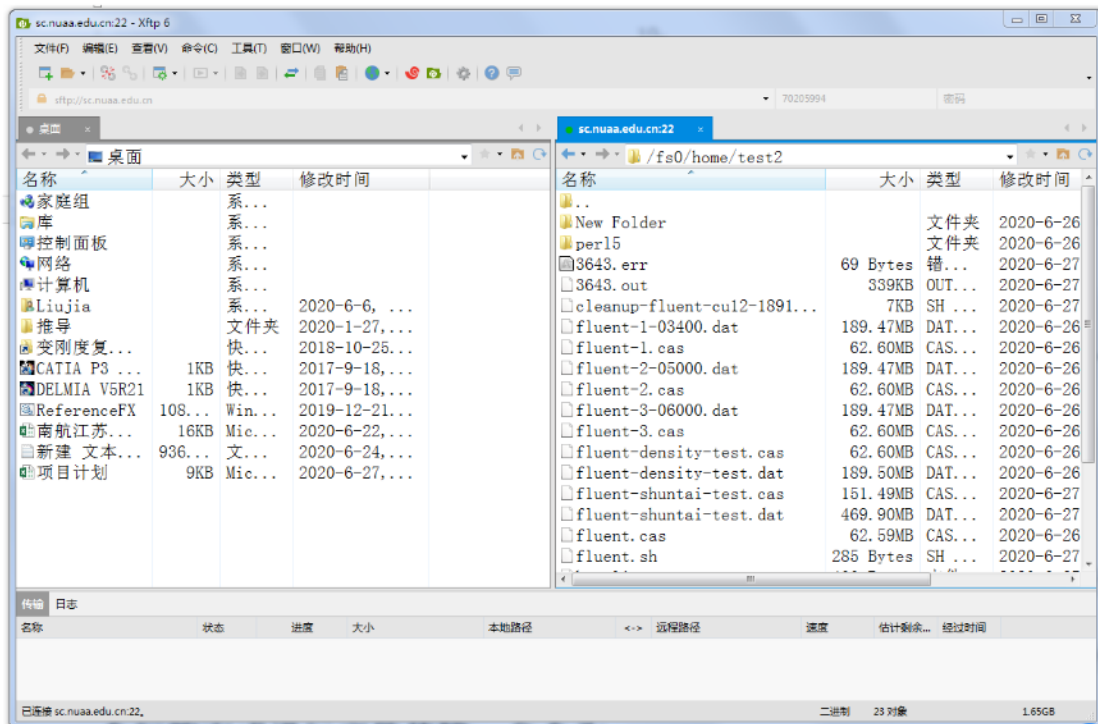 sc.nuaa.edu.cn:22 - Xftp 6
文件(F) 编辑(E) 查看(V) 命令(C) 工具(T) 窗口(W) 帮助(H)
sftp://sc.nuaa.edu.cn 70205994 密码
桌面 × sc.nuaa.edu.cn:22 ×
桌面 /fs0/home/test2
名称 大小 类型 修改时间
家庭组 系...
库 系...
控制面板 系...
网络 系...
计算机 系...
Liujia 系... 2020-6-6, ...
推导 文件夹 2020-1-27,...
变刚度复... 快... 2018-10-25...
CATIA P3 ... 1KB 快... 2017-9-18,...
DELMIA V5R21 1KB 快... 2017-9-18,...
ReferenceFX 108... Win... 2019-12-21...
南航江苏... 16KB Mic... 2020-6-22,...
新建 文本... 936... 文... 2020-6-24,...
项目计划 9KB Mic... 2020-6-27,...
名称 大小 类型 修改时间
..
New Folder 文件夹 2020-6-26
perl5 文件夹 2020-6-26
3643.err 69 Bytes 错... 2020-6-27
3643.out 339KB OUT... 2020-6-27
cleanup-fluent-cu12-1891... 7KB SH ... 2020-6-27
fluent-1-03400.dat 189.47MB DAT... 2020-6-26
fluent-1.cas 62.60MB CAS... 2020-6-26
fluent-2-05000.dat 189.47MB DAT... 2020-6-26
fluent-2.cas 62.60MB CAS... 2020-6-26
fluent-3-06000.dat 189.47MB DAT... 2020-6-26
fluent-3.cas 62.60MB CAS... 2020-6-26
fluent-density-test.cas 62.60MB CAS... 2020-6-26
fluent-density-test.dat 189.50MB DAT... 2020-6-26
fluent-shuntai-test.cas 151.49MB CAS... 2020-6-27
fluent-shuntai-test.dat 469.90MB DAT... 2020-6-27
fluent.cas 62.59MB CAS... 2020-6-26
fluent.sh 285 Bytes SH ... 2020-6-27
传输 日志
名称 状态 进度 大小 本地路径 <-> 远程路径 速度 估计剩余... 经过时间
已连接 sc.nuaa.edu.cn:22。 二进制 23 对象 1.65GB